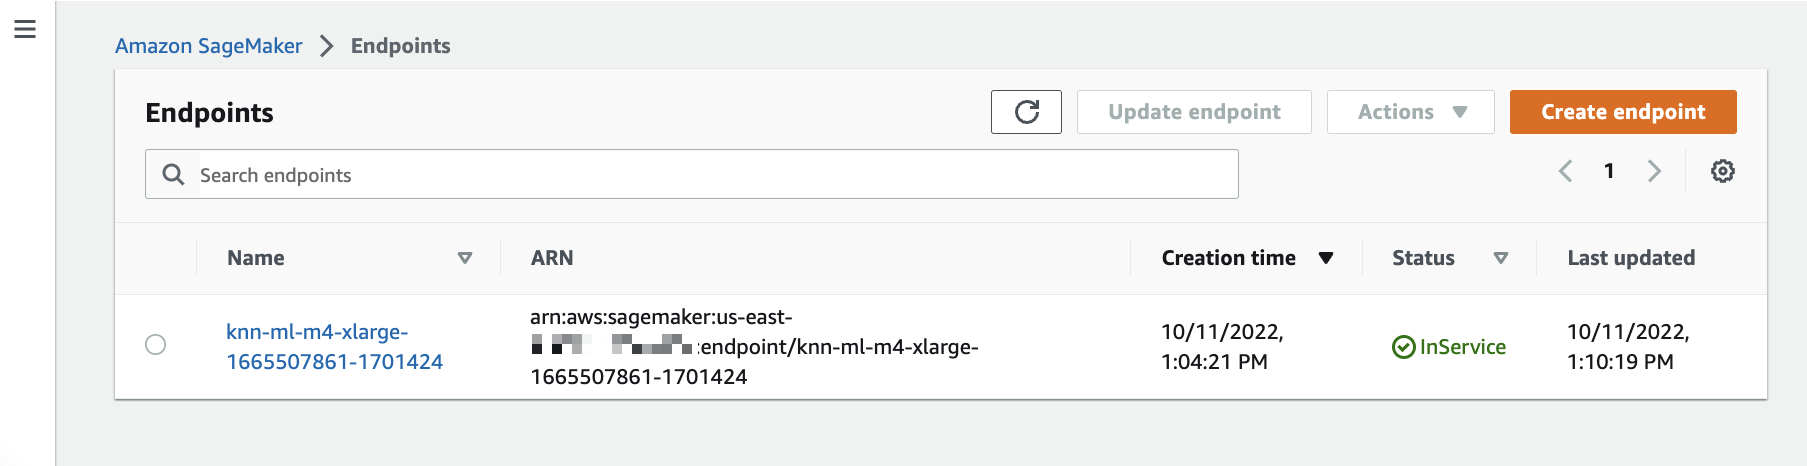 Amazon SageMaker > Endpoints
Endpoints
Update endpoint
Actions
Create endpoint
Search endpoints
1
Name
ARN
Creation time
Status
Last updated
knn-ml-m4-xlarge-
1665507861-1701424
arn:aws:sagemaker:us-east-
:endpoint/knn-ml-m4-xlarge-
1665507861-1701424
10/11/2022,
1:04:21 PM
InService
10/11/2022,
1:10:19 PM